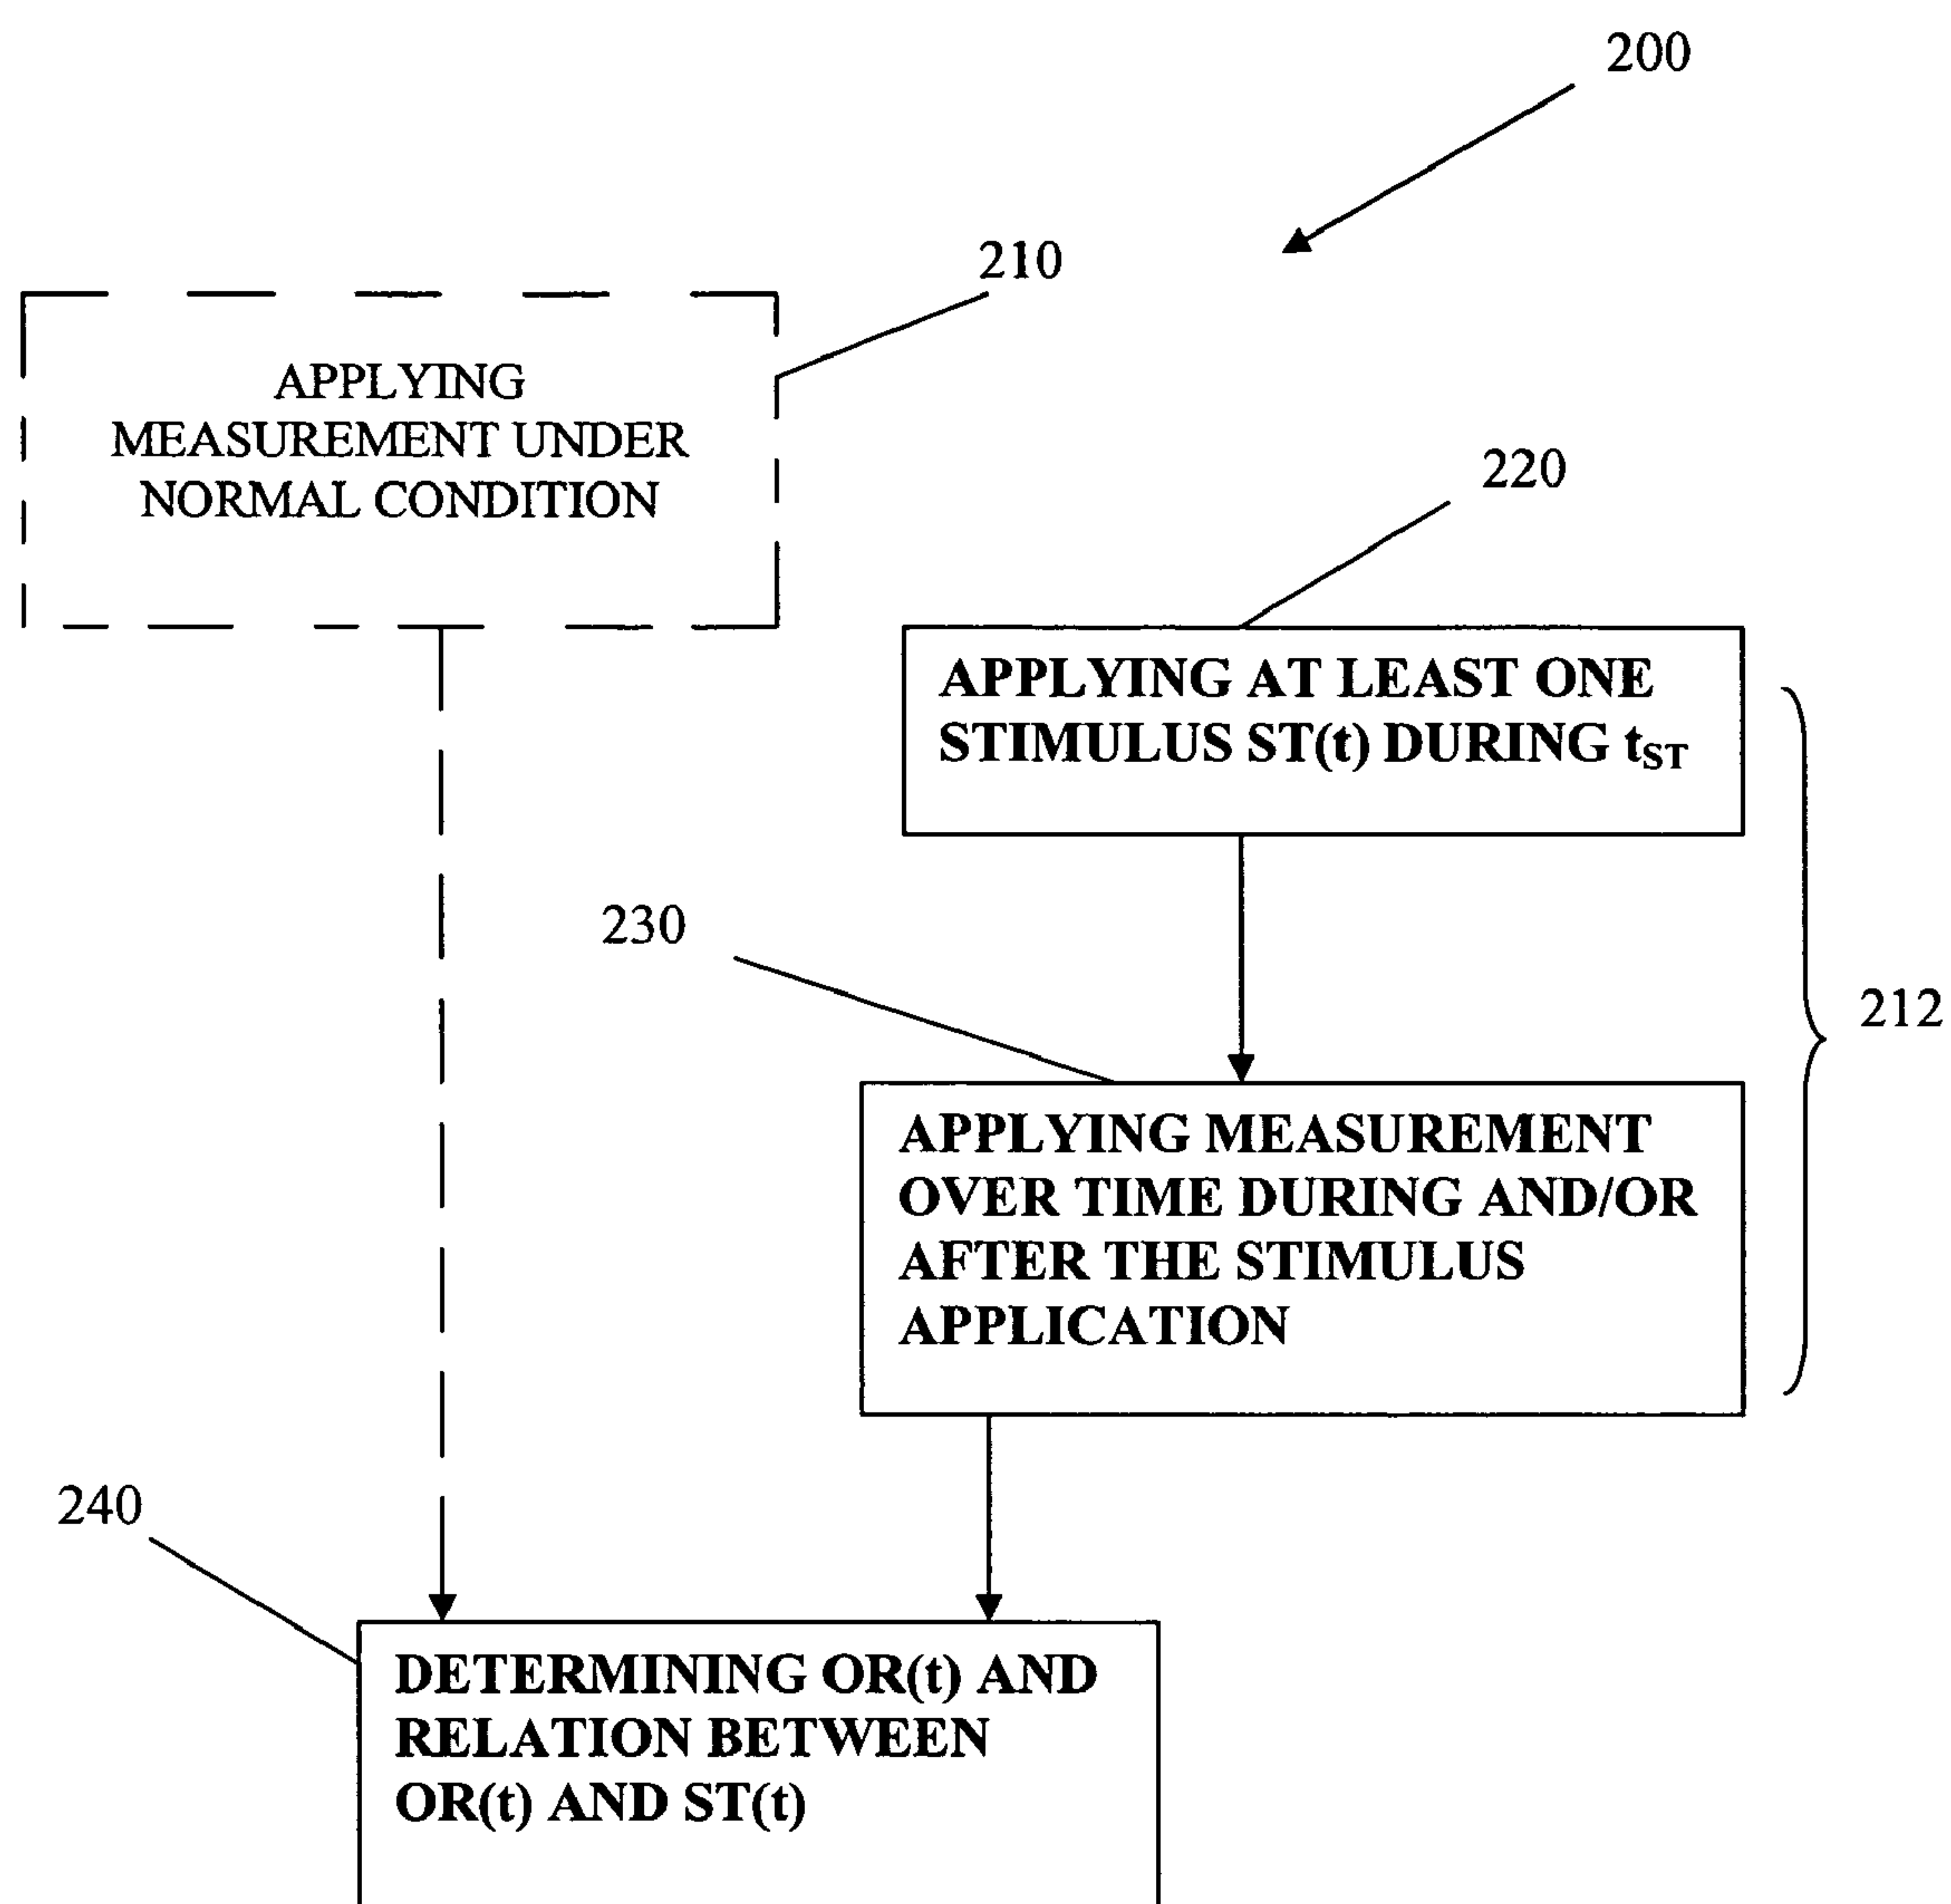 200
210
APPLYING
MEASUREMENT UNDER
NORMAL CONDITION
220
APPLYING AT LEAST ONE
STIMULUS ST(t) DURING tST
230
212
APPLYING MEASUREMENT
OVER TIME DURING AND/OR
AFTER THE STIMULUS
APPLICATION
240
DETERMINING OR(t) AND
RELATION BETWEEN
OR(t) AND ST(t)